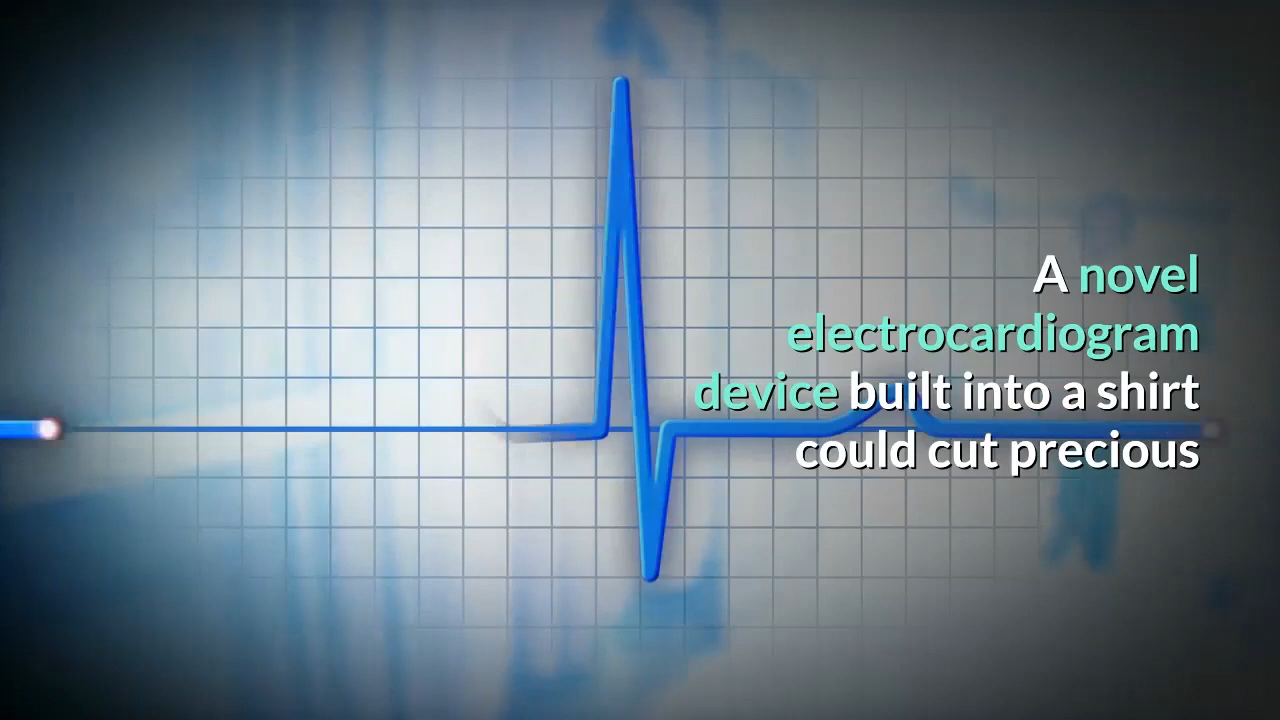 A novel
electrocardiogram
device built into a shirt
could cut precious